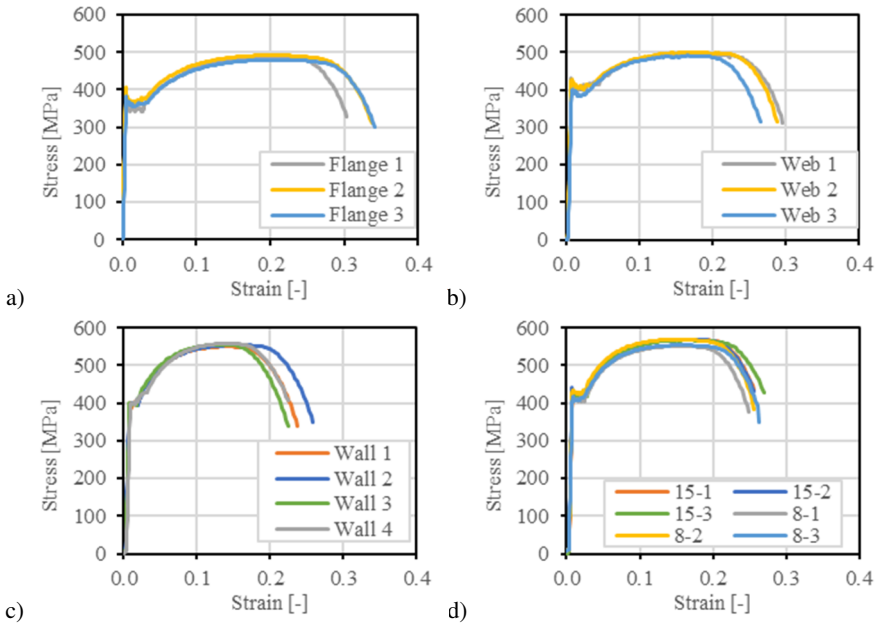 600
500
400
300
200
100
0
Stress [MPa]
0.0 0.1 0.2 0.3 0.4
Strain [-]
Flange 1
Flange 2
Flange 3
a)
600
500
400
300
200
100
0
Stress [MPa]
0.0 0.1 0.2 0.3 0.4
Strain [-]
Web 1
Web 2
Web 3
b)
600
500
400
300
200
100
0
Stress [MPa]
0.0 0.1 0.2 0.3 0.4
Strain [-]
Wall 1
Wall 2
Wall 3
Wall 4
c)
600
500
400
300
200
100
0
Stress [MPa]
0.0 0.1 0.2 0.3 0.4
Strain [-]
15-1 15-2
15-3 8-1
8-2 8-3
d)